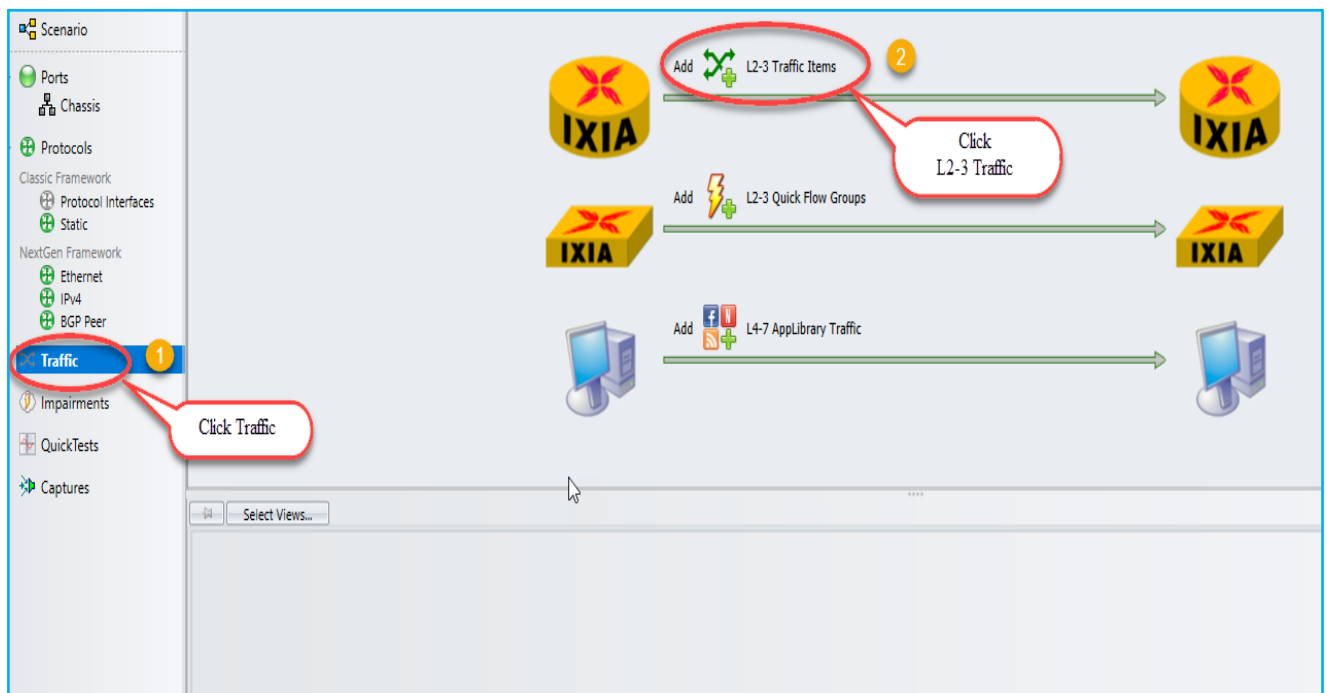 Scenario
Ports
Chassis
Protocols
Classic Framework
Protocol Interfaces
Static
NextGen Framework
Ethernet
IPv4
BGP Peer
Traffic
1
Click Traffic
Impairments
QuickTests
Captures
Add L2-3 Traffic Items
2
IXIA
IXIA
Click
L2-3 Traffic
Add L2-3 Quick Flow Groups
IXIA
IXIA
Add L4-7 AppLibrary Traffic
Select Views...